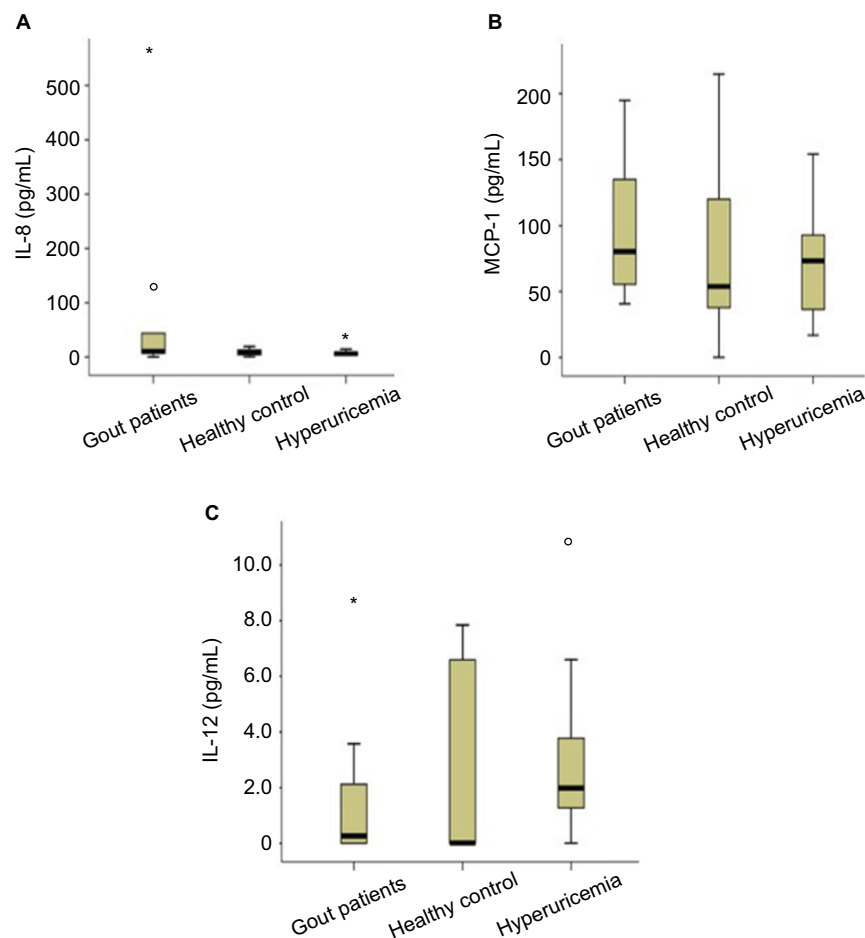 A
IL-8 (pg/mL)
500
400
300
200
100
0
*
*
Gout patients
Healthy control
Hyperuricemia
B
MCP-1 (pg/mL)
200
150
100
50
0
Gout patients
Healthy control
Hyperuricemia
C
IL-12 (pg/mL)
10.0
8.0
6.0
4.0
2.0
0
*
Gout patients
Healthy control
Hyperuricemia